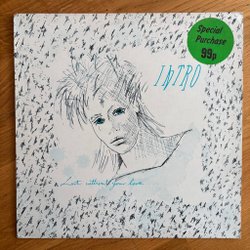 Special
Purchase
99p
INTRO
Lost without your love